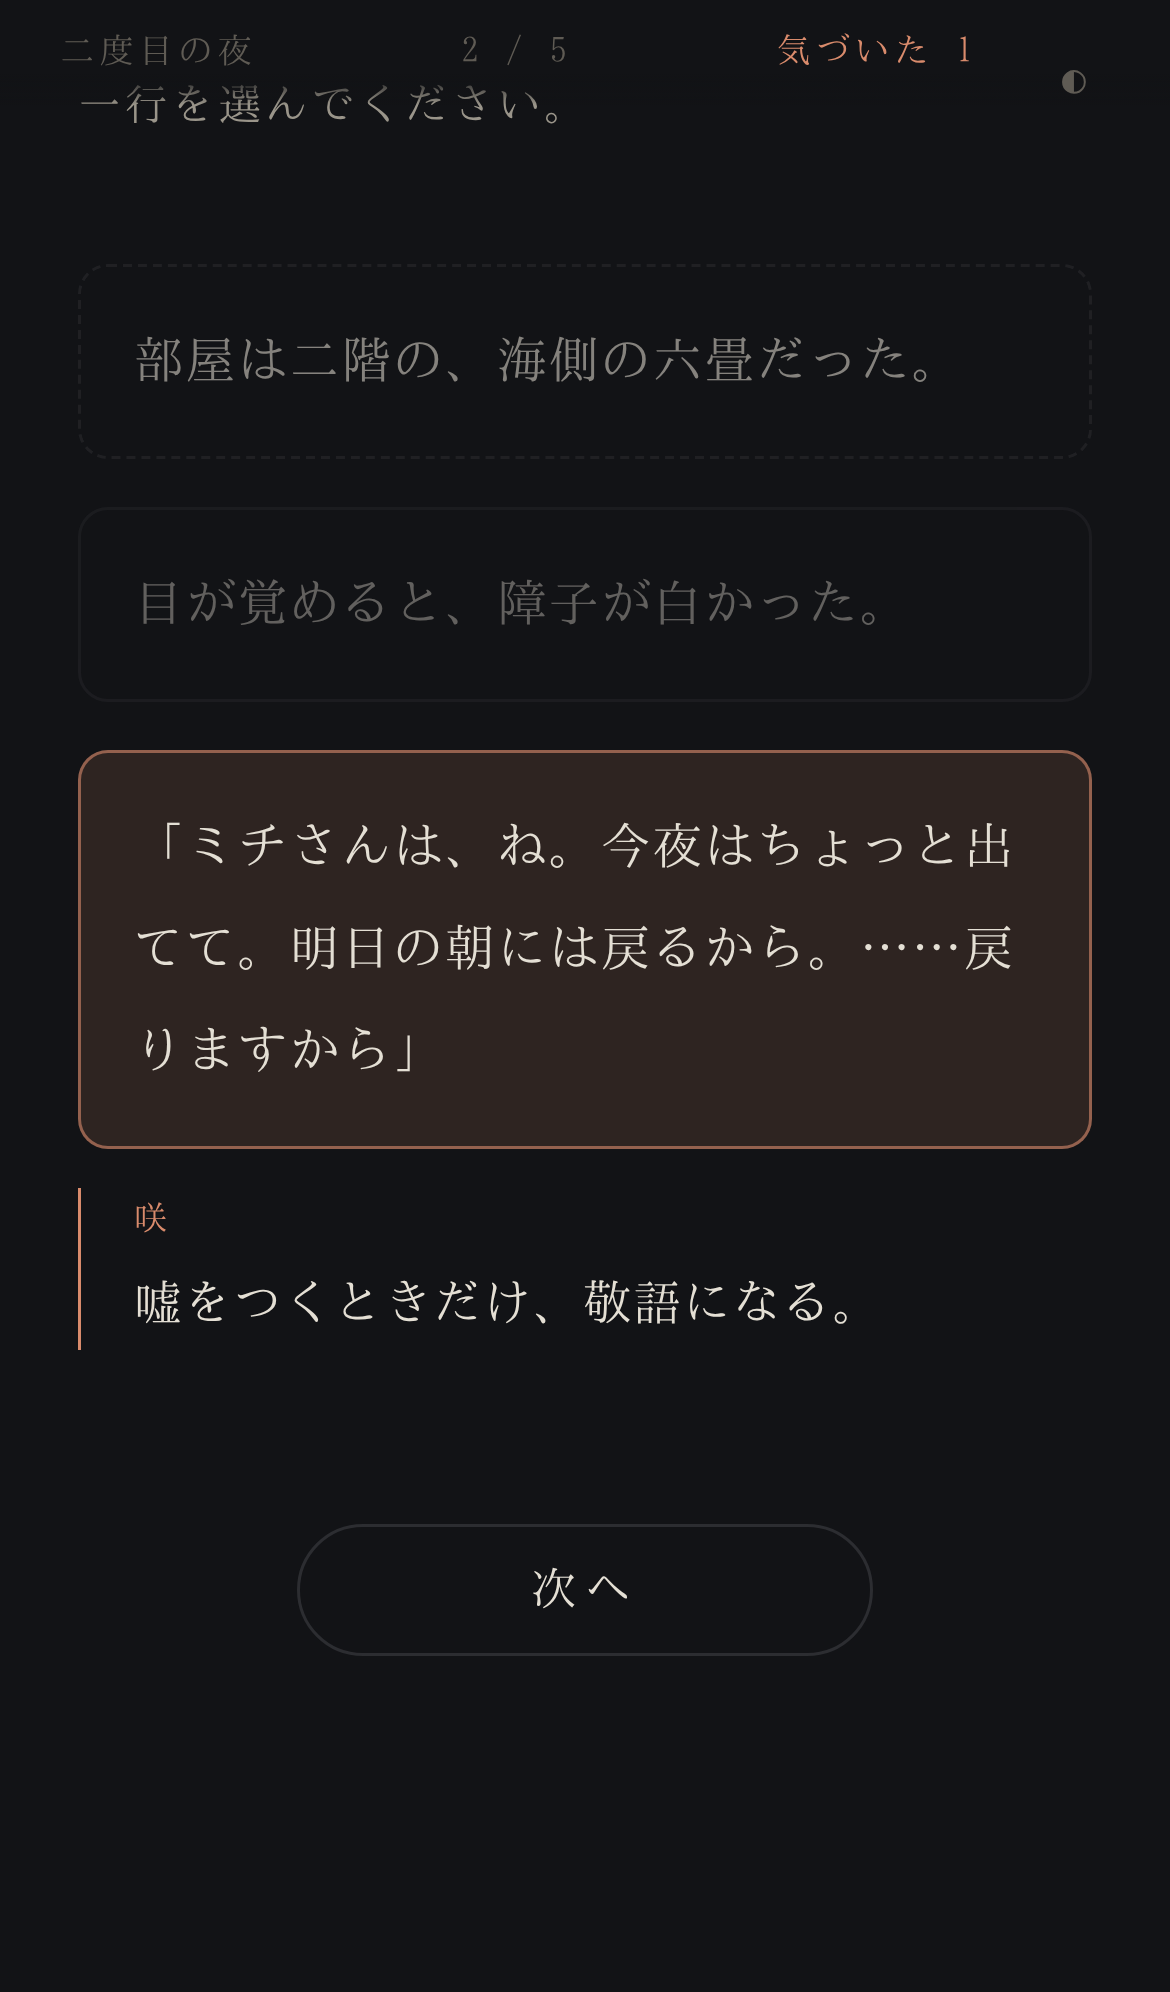 二度目の夜 2 / 5 気づいた 1
一行を選んでください。
部屋は二階の、海側の六畳だった。
目が覚めると、障子が白かった。
「ミチさんは、ね。今夜はちょっと出
てて。明日の朝には戻るから。……戻
りますから」
咲
嘘をつくときだけ、敬語になる。
次へ